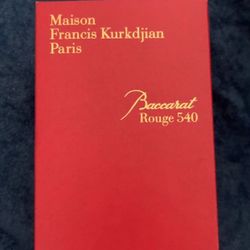 Maison
Francis Kurkdjian
Paris
Baccarat
Rouge 540